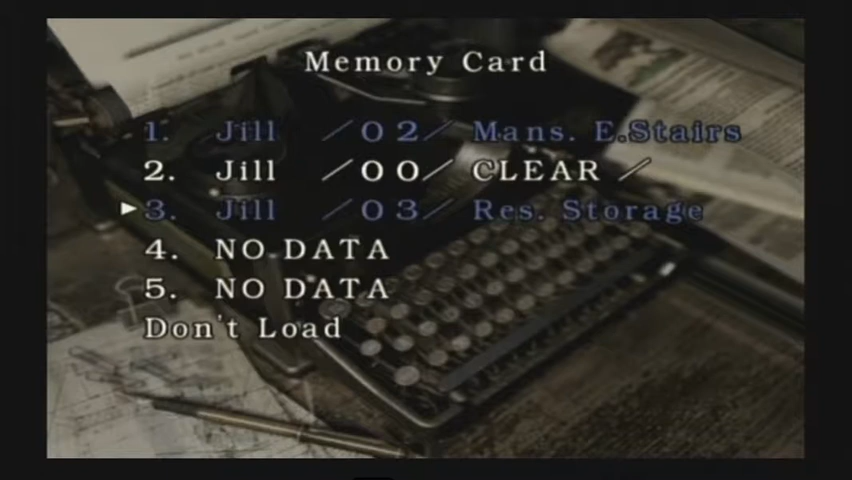 Memory Card
1. Jill /02/ Mans. E.Stairs
2. Jill /00/ CLEAR /
3. Jill /03/ Res. Storage
4. NO DATA
5. NO DATA
Don't Load